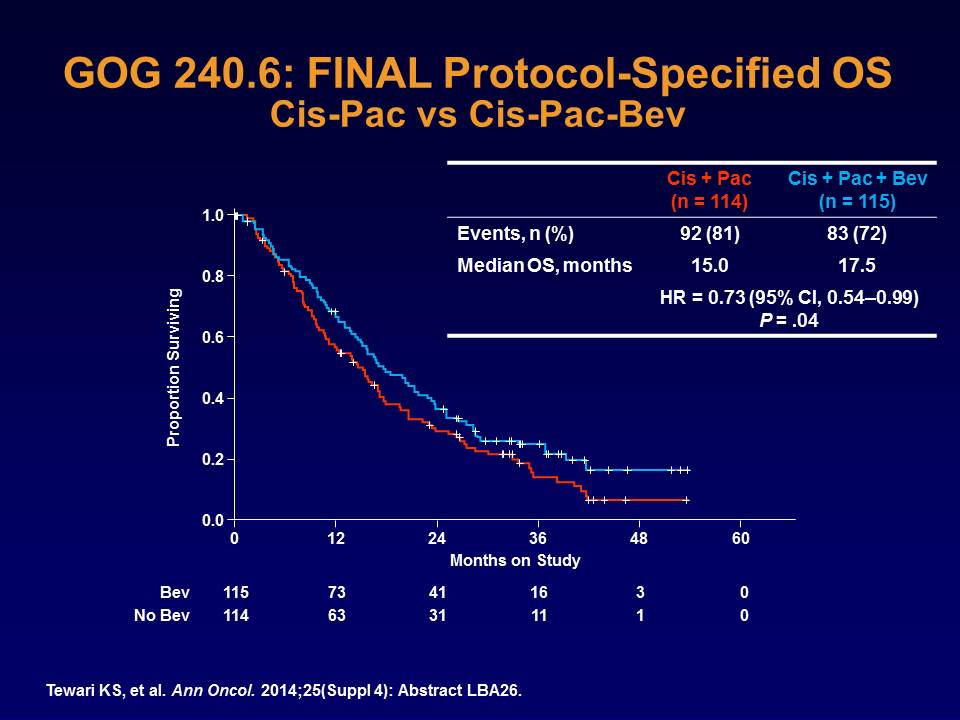 GOG 240.6: FINAL Protocol-Specified OS
Cis-Pac vs Cis-Pac-Bev
Cis + Pac Cis + Pac + Bev
(n = 114) (n = 115)
Events, n (%) 92 (81) 83 (72)
Median OS, months 15.0 17.5
HR = 0.73 (95% CI, 0.54–0.99)
P = .04
Proportion Surviving
1.0
0.8
0.6
0.4
0.2
0.0
0 12 24 36 48 60
Months on Study
Bev 115 73 41 16 3 0
No Bev 114 63 31 11 1 0
Tewari KS, et al. Ann Oncol. 2014;25(Suppl 4): Abstract LBA26.